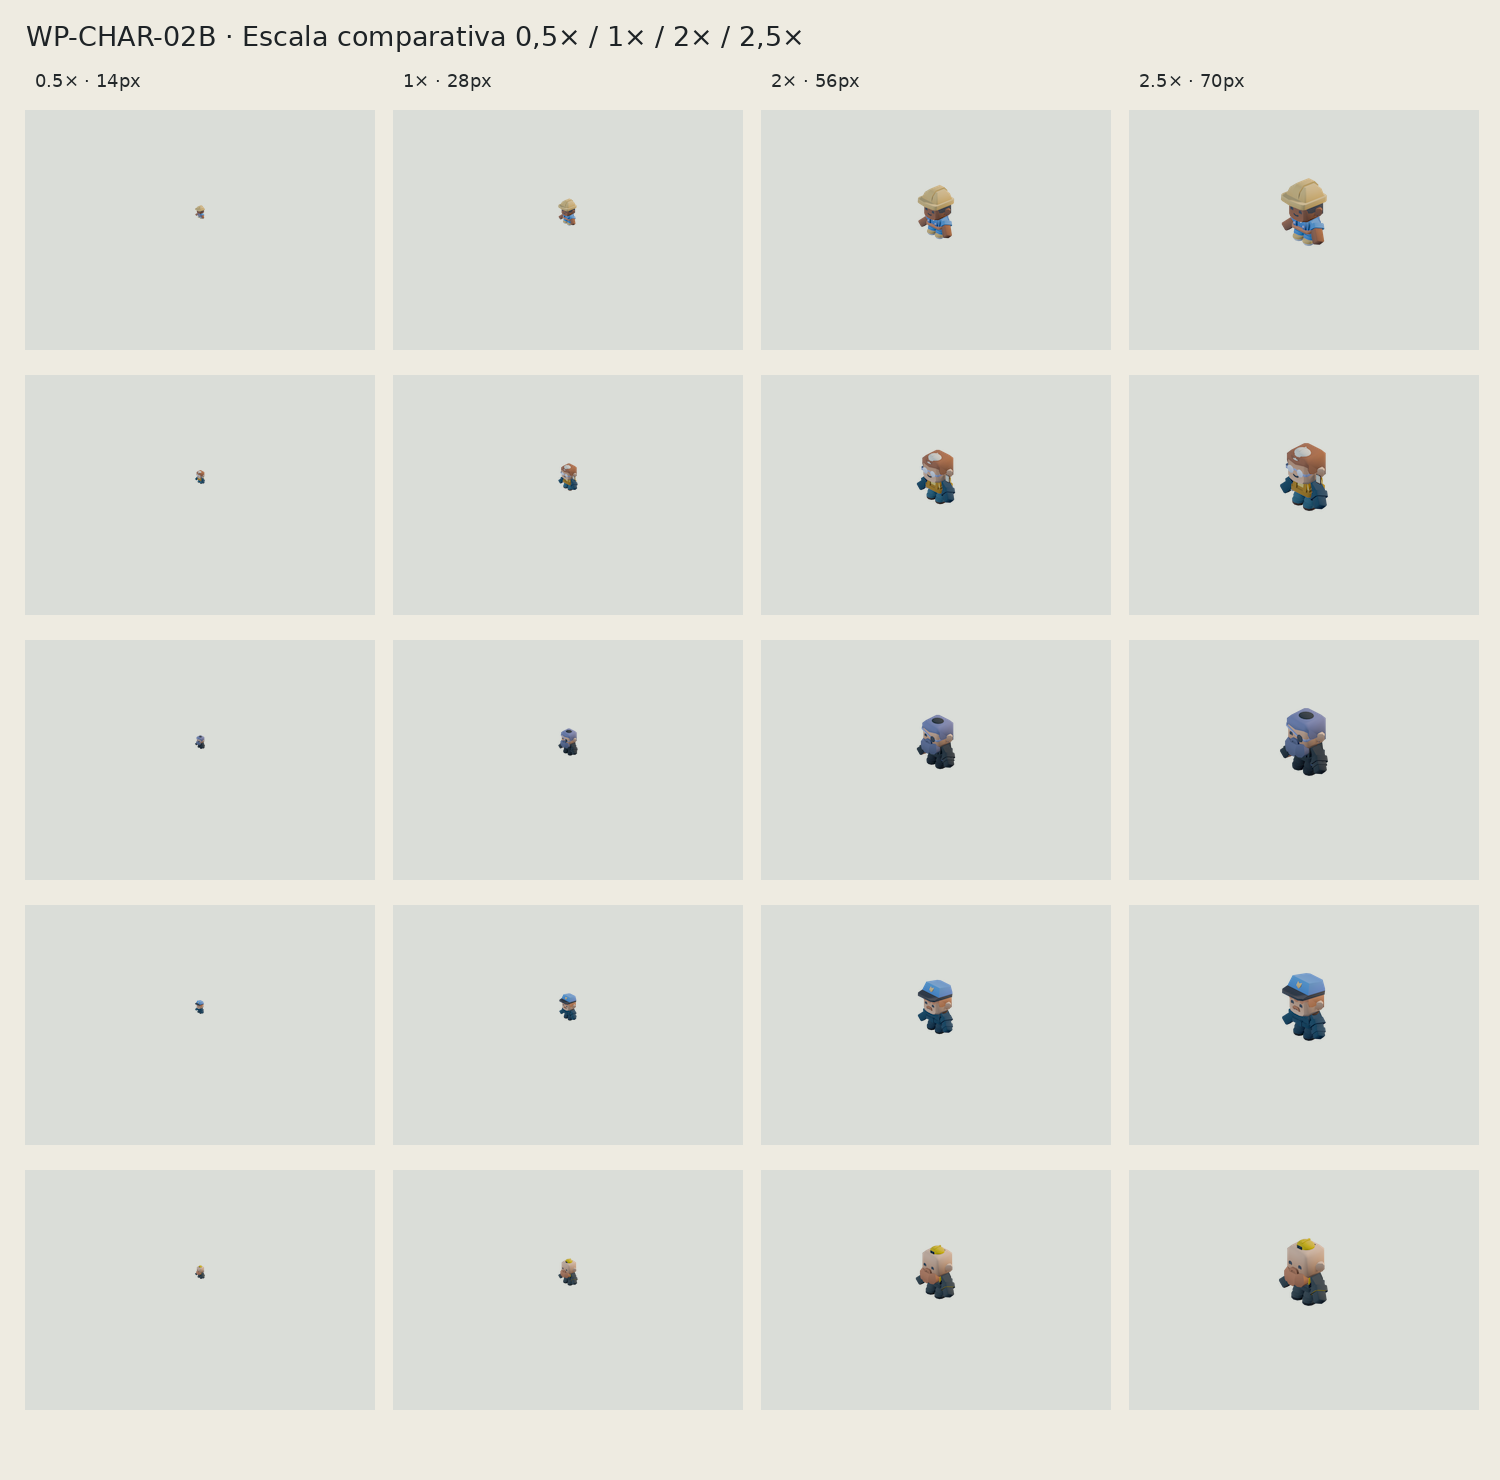 WP-CHAR-02B · Escala comparativa 0,5× / 1× / 2× / 2,5×
0.5× · 14px
1× · 28px
2× · 56px
2.5× · 70px